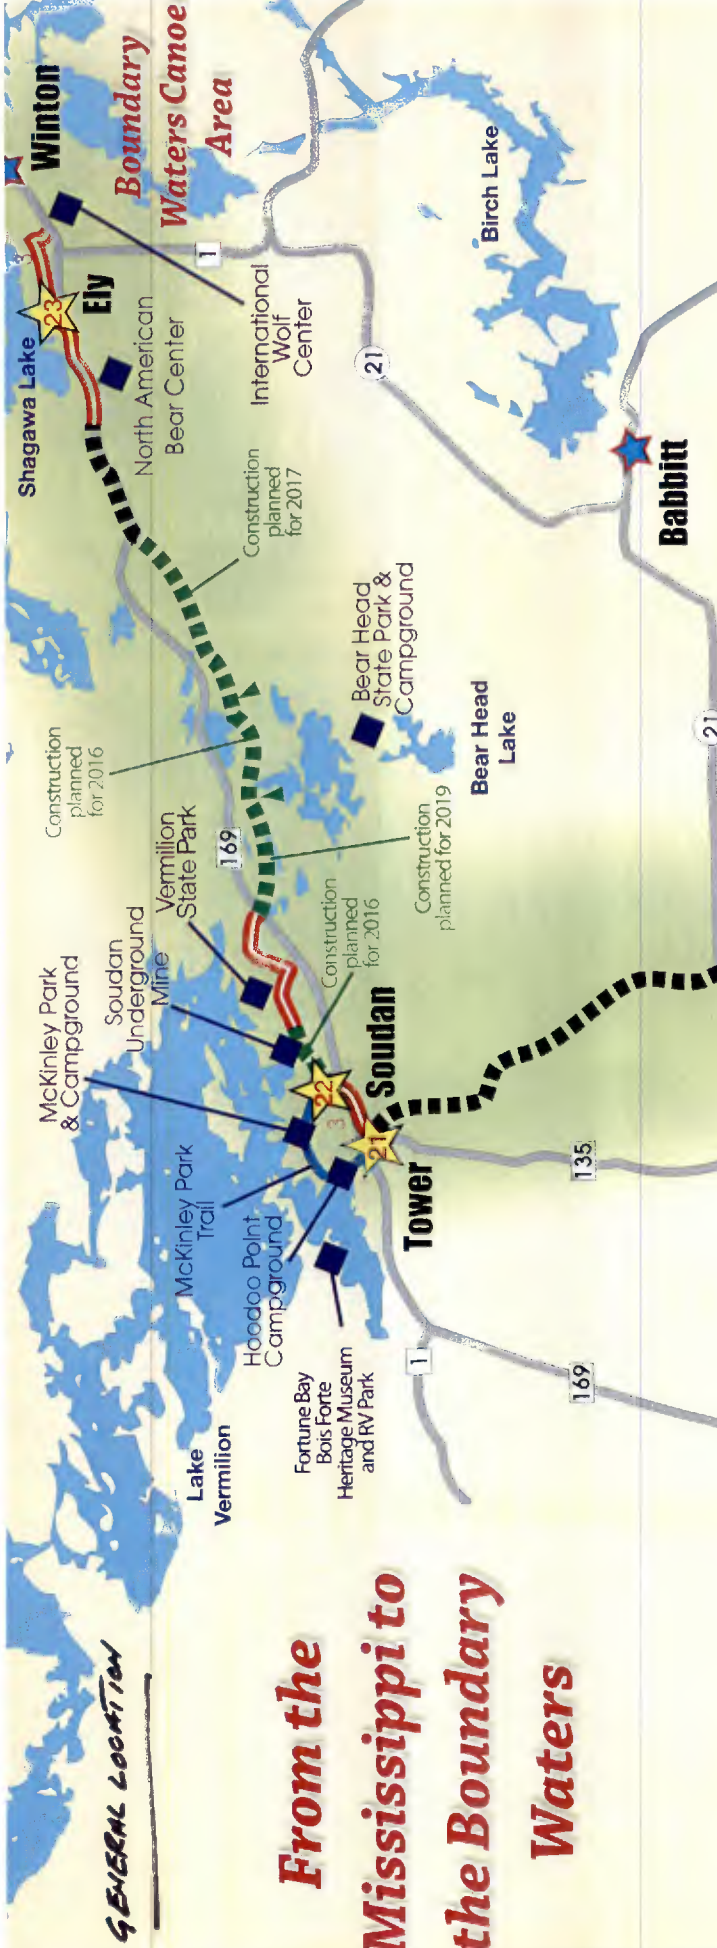 GENERAL LOCATION
From the
Mississippi to
the Boundary
Waters
Lake
Vermilion
Fortune Bay
Bois Forte
Heritage Museum
and RV Park
1
169
Hoodoo Point
Campground
McKinley Park
Trail
McKinley Park
& Campground
Soudan
Underground
Mine
Vermilion
State Park
Tower
21
3
22
Soudan
135
Construction
planned
for 2016
169
Construction
planned
for 2016
Construction
planned for 2019
Bear Head
State Park &
Campground
Bear Head
Lake
21
Construction
planned
for 2017
Shagawa Lake
23
Ely
North American
Bear Center
International
Wolf
Center
1
21
Winton
Boundary
Waters Canoe
Area
Birch Lake
Babbitt